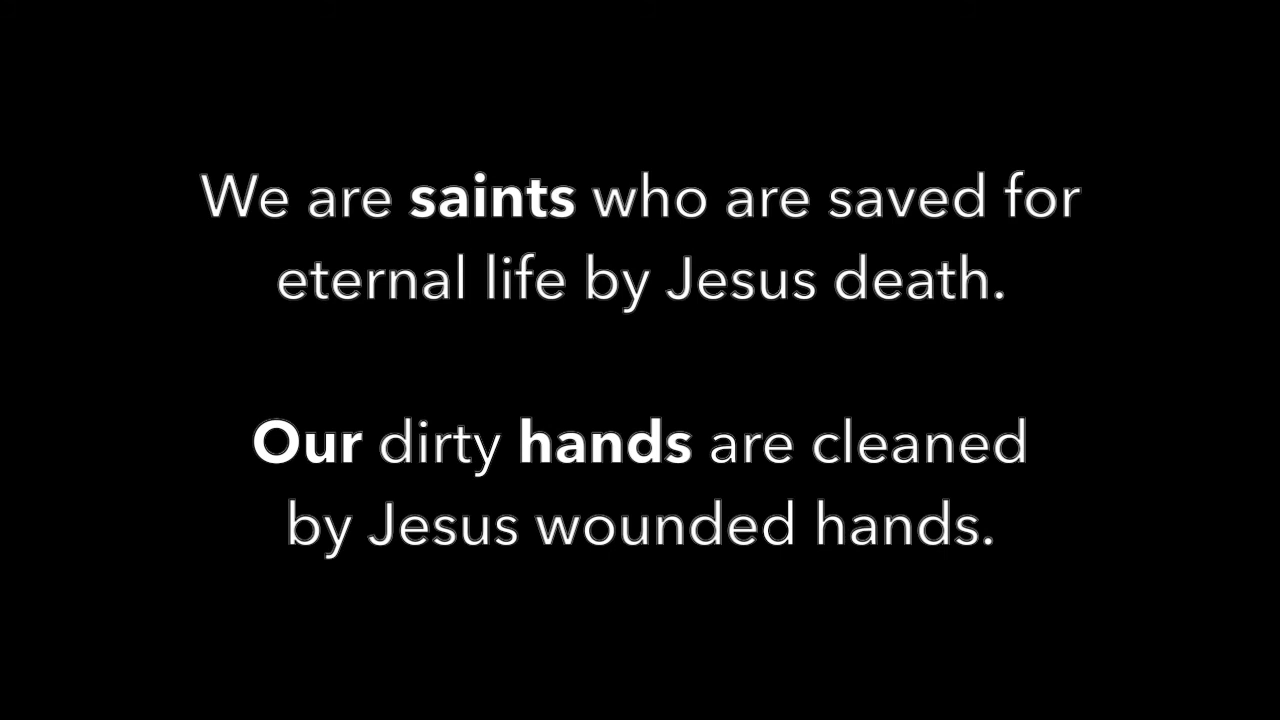 We are saints who are saved for
eternal life by Jesus death.
Our dirty hands are cleaned
by Jesus wounded hands.